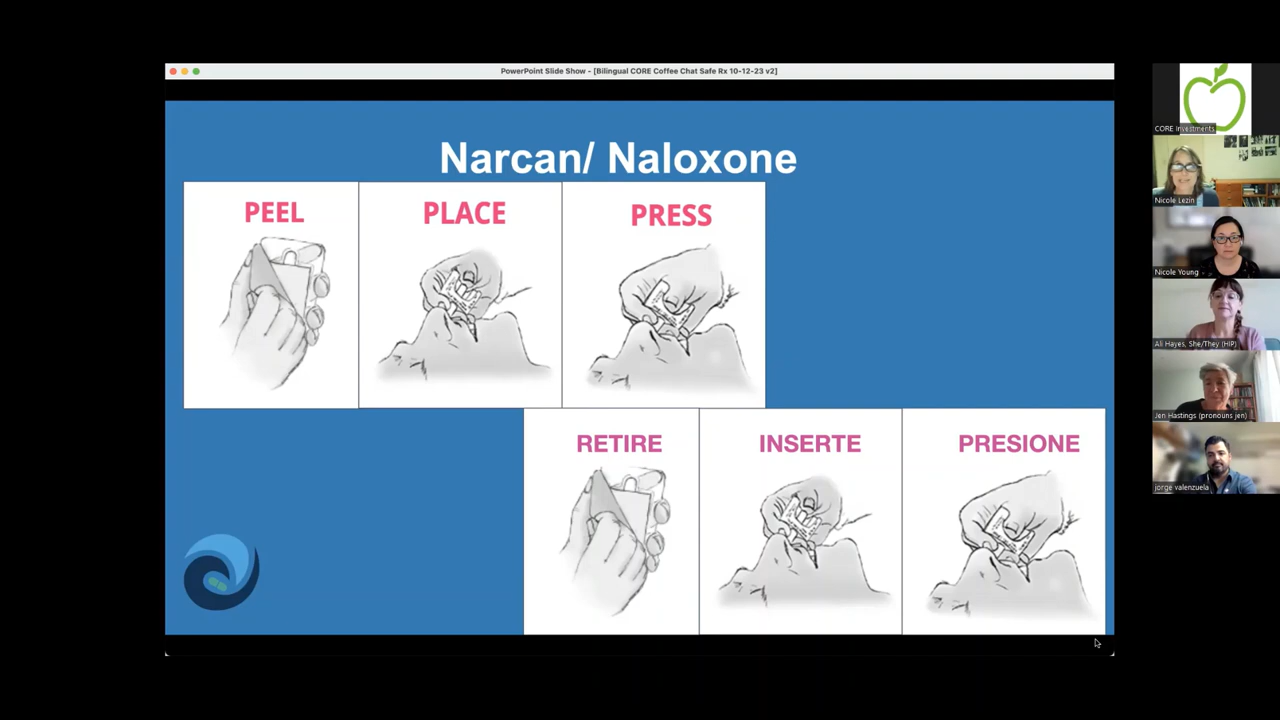 PowerPoint Slide Show - [Bilingual CORE Coffee Chat Safe Rx 10-12-23 v2]
Narcan/ Naloxone
PEEL
PLACE
PRESS
RETIRE
INSERTE
PRESIONE
CORE Investments
Nicole Lezin
Nicole Young
Ali Hayes, She/They (HIP)
Jen Hastings (pronouns jen)
jorge valenzuela